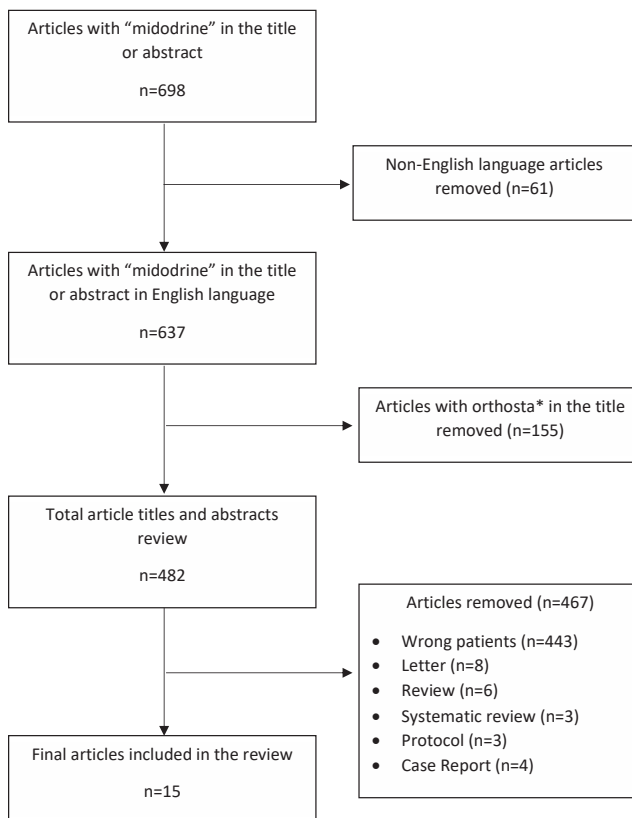 Articles with “midodrine” in the title
or abstract
n=698
Non-English language articles
removed (n=61)
Articles with “midodrine” in the title
or abstract in English language
n=637
Articles with orthosta* in the title
removed (n=155)
Total article titles and abstracts
review
n=482
Articles removed (n=467)
• Wrong patients (n=443)
• Letter (n=8)
• Review (n=6)
• Systematic review (n=3)
• Protocol (n=3)
• Case Report (n=4)
Final articles included in the review
n=15